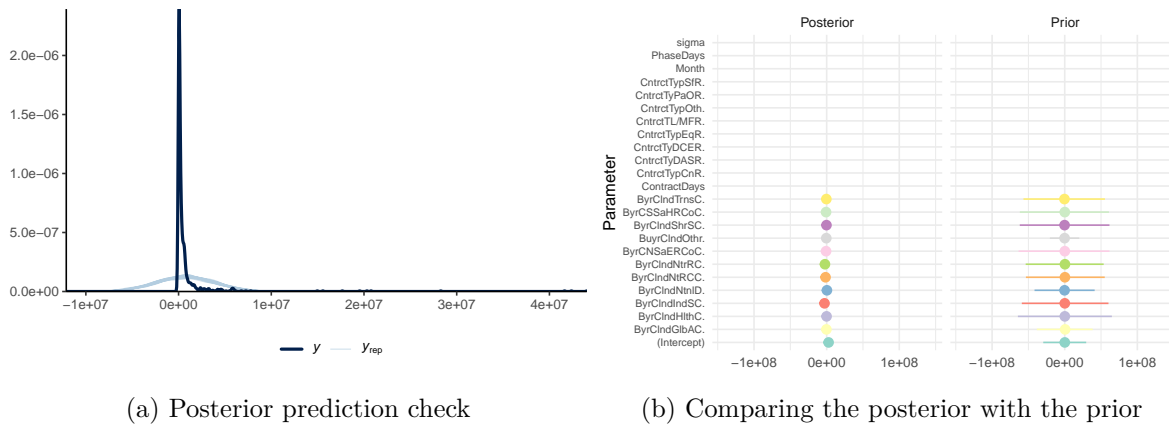 2.0e−06
1.5e−06
1.0e−06
5.0e−07
0.0e+00
−1e+07
0e+00
1e+07
2e+07
3e+07
4e+07
y
yrep
(a) Posterior prediction check
Posterior
Prior
Parameter
sigma
PhaseDays
Month
CntrctTypSfR.
CntrctTyPaOR.
CntrctTypOth.
CntrctTL/MFR.
CntrctTypEqR.
CntrctTyDCER.
CntrctTyDASR.
CntrctTypCnR.
ContractDays
ByrClndTrnsC.
ByrCSSaHRCoC.
ByrClndShrSC.
BuyrClndOthr.
ByrCNSaERCoC.
ByrClndNtrRC.
ByrClndNtRCC.
ByrClndNtnlD.
ByrClndIndSC.
ByrClndHlthC.
ByrClndGlbAC.
(Intercept)
−1e+08
0e+00
1e+08
−1e+08
0e+00
1e+08
(b) Comparing the posterior with the prior